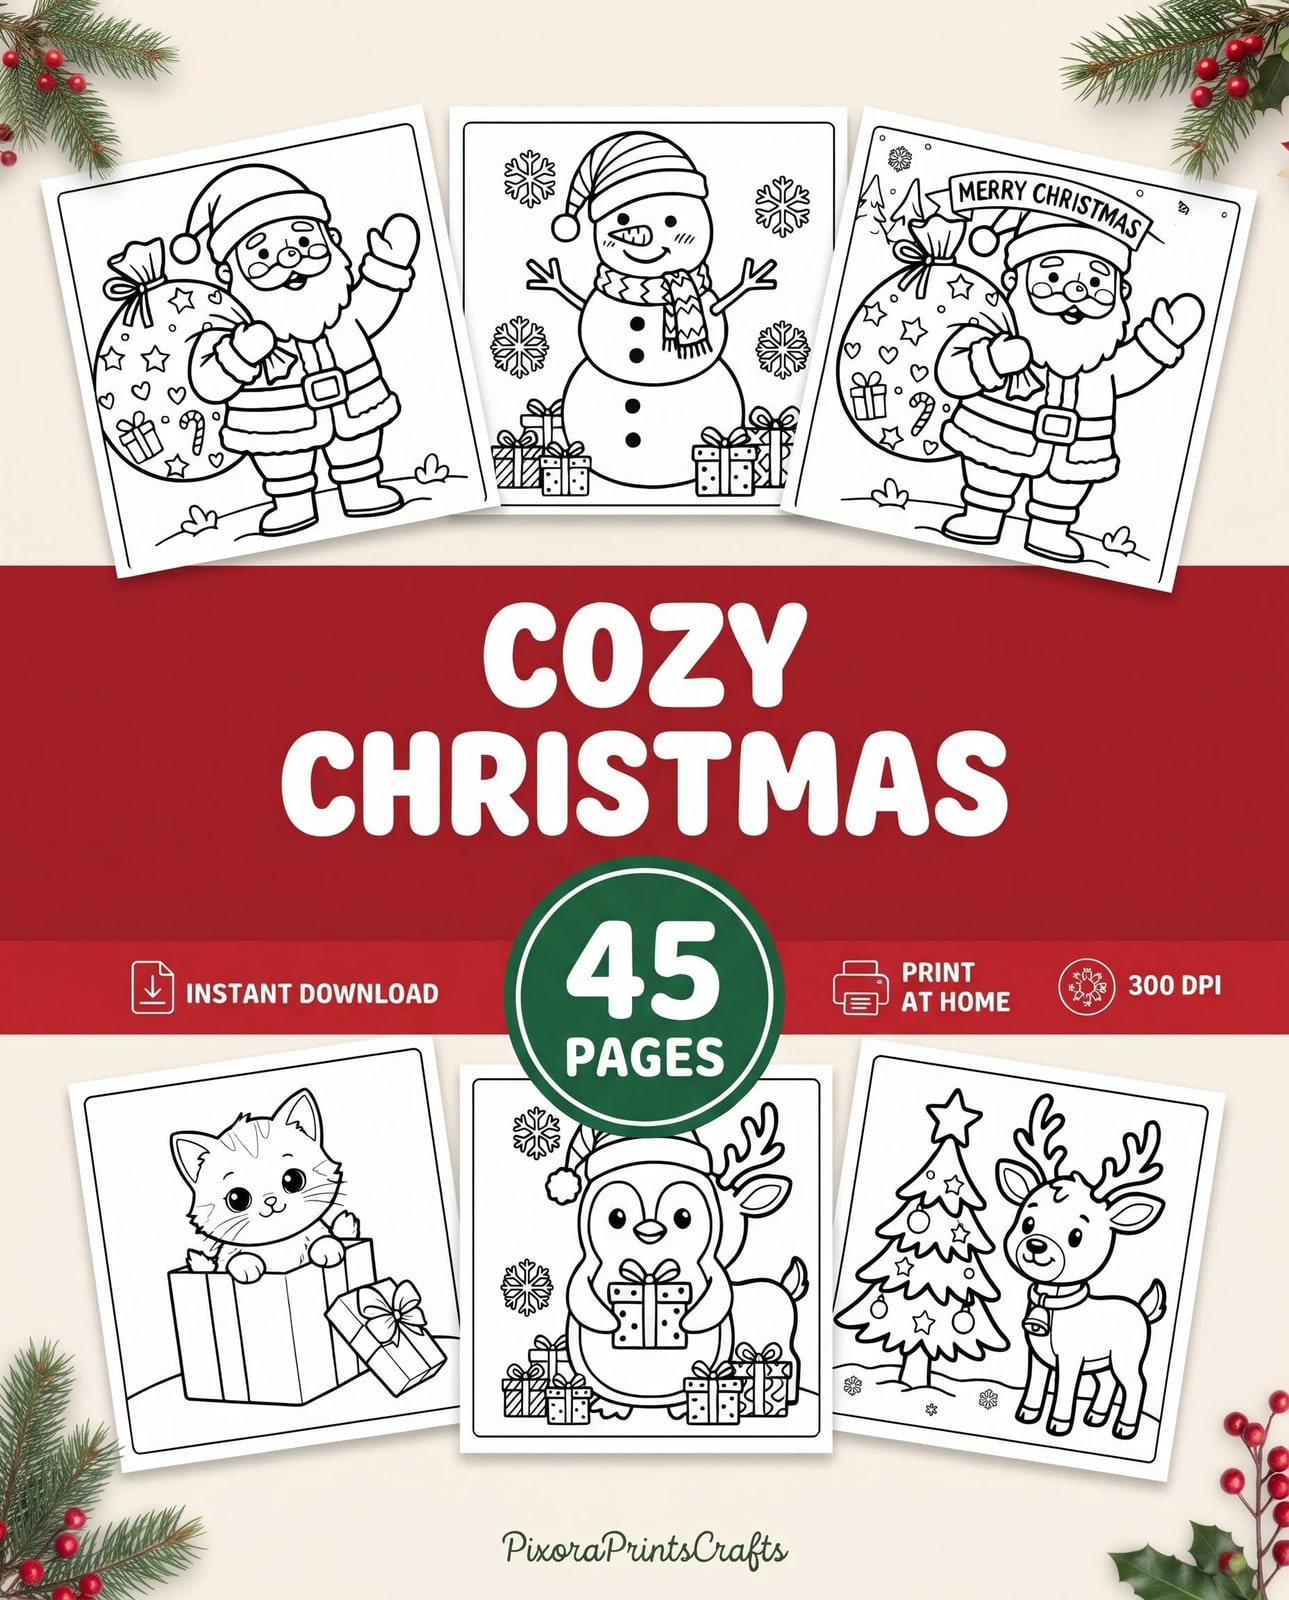 MERRY CHRISTMAS
COZY
CHRISTMAS
45
PAGES
INSTANT DOWNLOAD
PRINT
AT HOME
300 DPI
PixoraPrintsCrafts